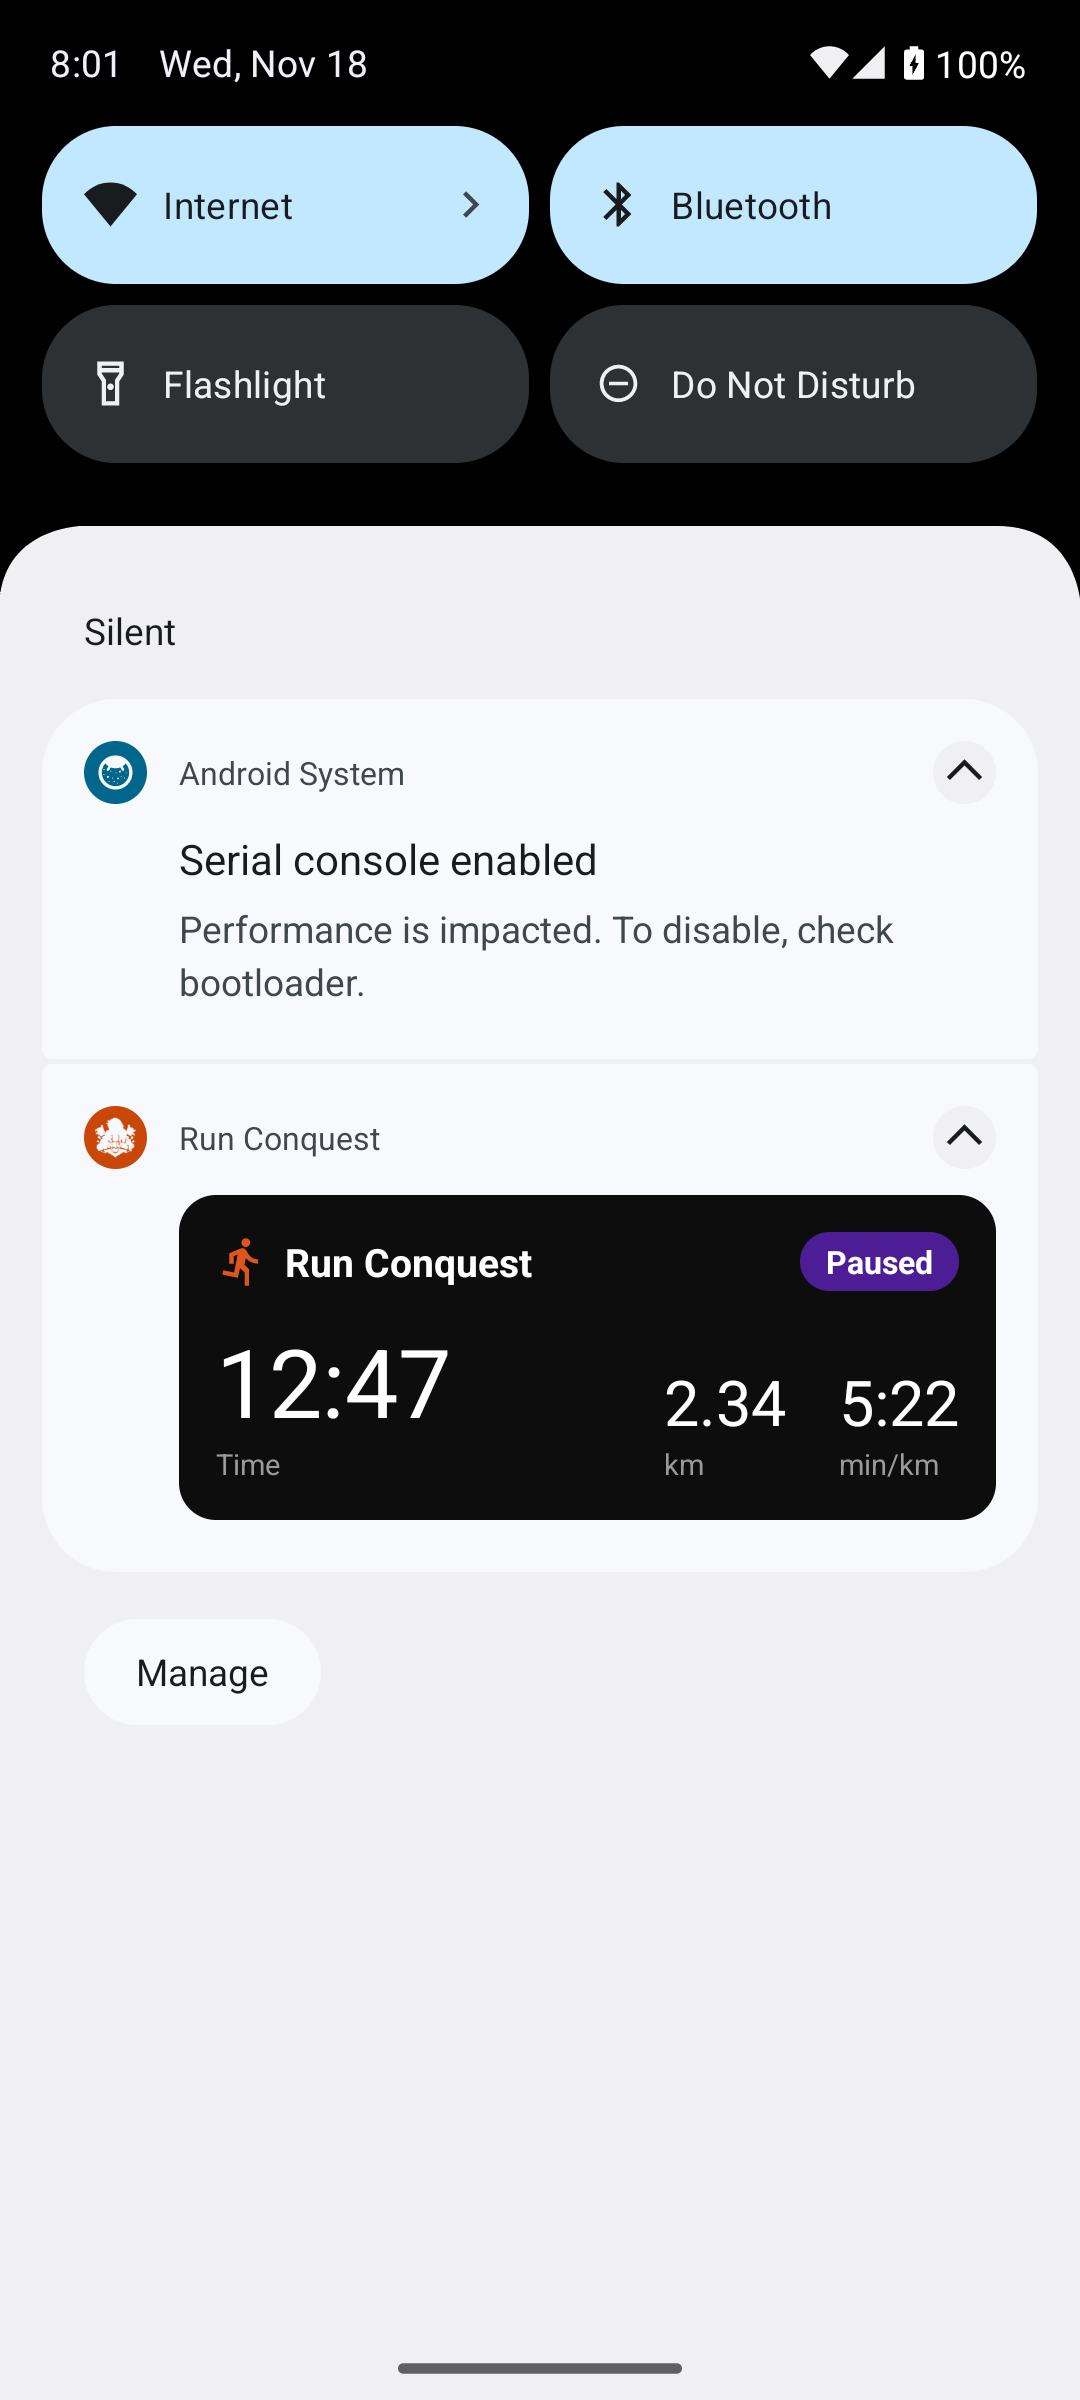 8:01 Wed, Nov 18 100%
Internet
Bluetooth
Flashlight
Do Not Disturb
Silent
Android System
Serial console enabled
Performance is impacted. To disable, check
bootloader.
Run Conquest
Run Conquest
Paused
12:47
Time
2.34
km
5:22
min/km
Manage